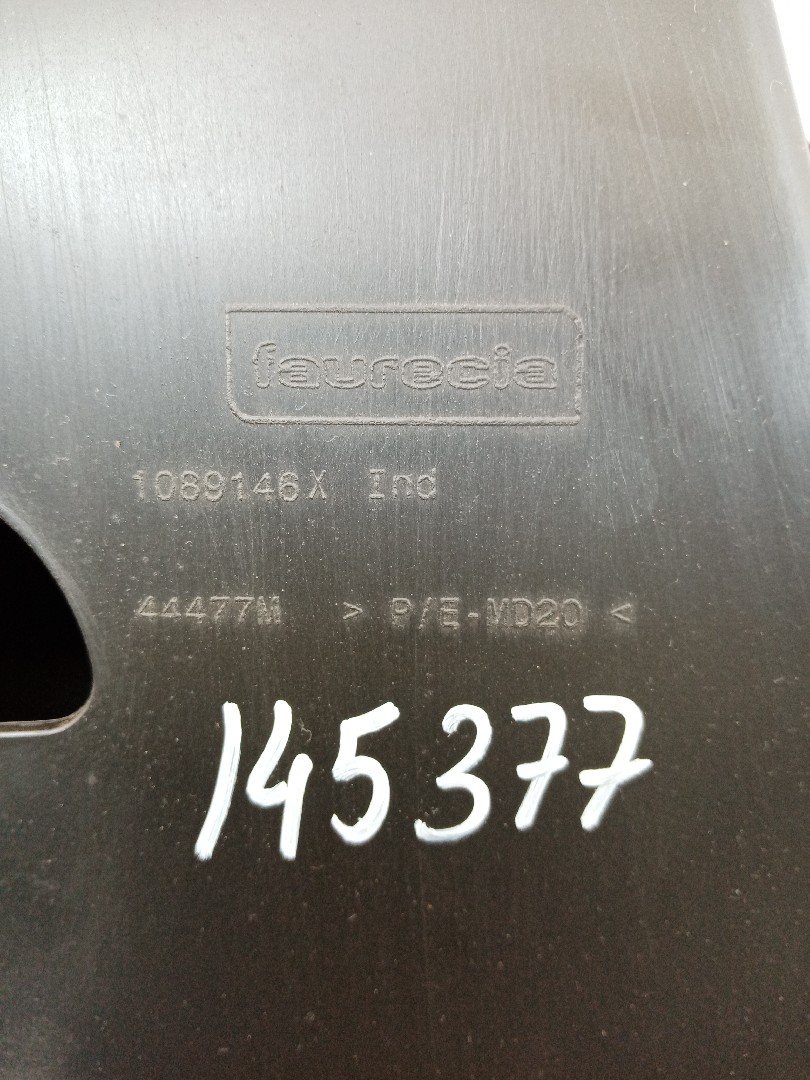 faurecia
1089146X Ind
44477M > P/E-MD20 <
145377